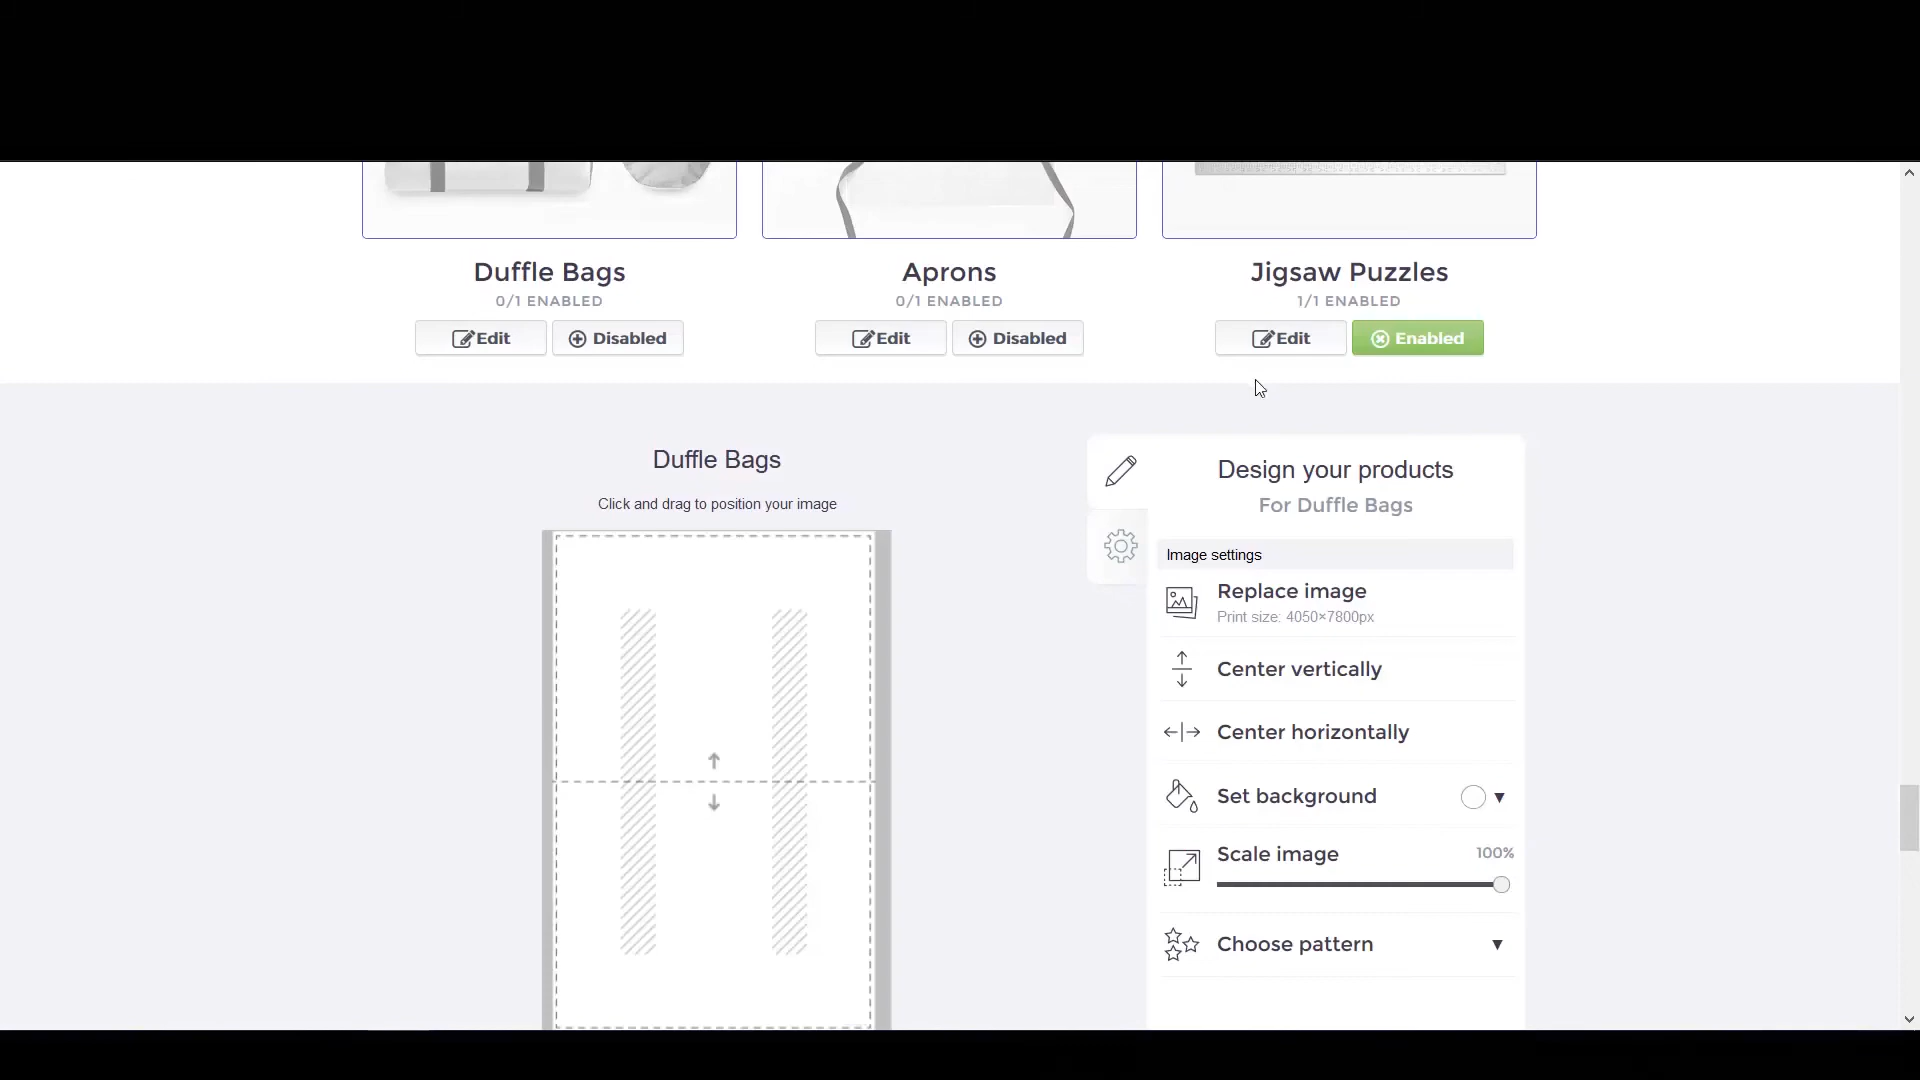 Duffle Bags
0/1 ENABLED
Edit
Disabled
Aprons
0/1 ENABLED
Edit
Disabled
Jigsaw Puzzles
1/1 ENABLED
Edit
Enabled
Duffle Bags
Click and drag to position your image
Design your products
For Duffle Bags
Image settings
Replace image
Print size: 4050×7800px
Center vertically
Center horizontally
Set background
Scale image
100%
Choose pattern